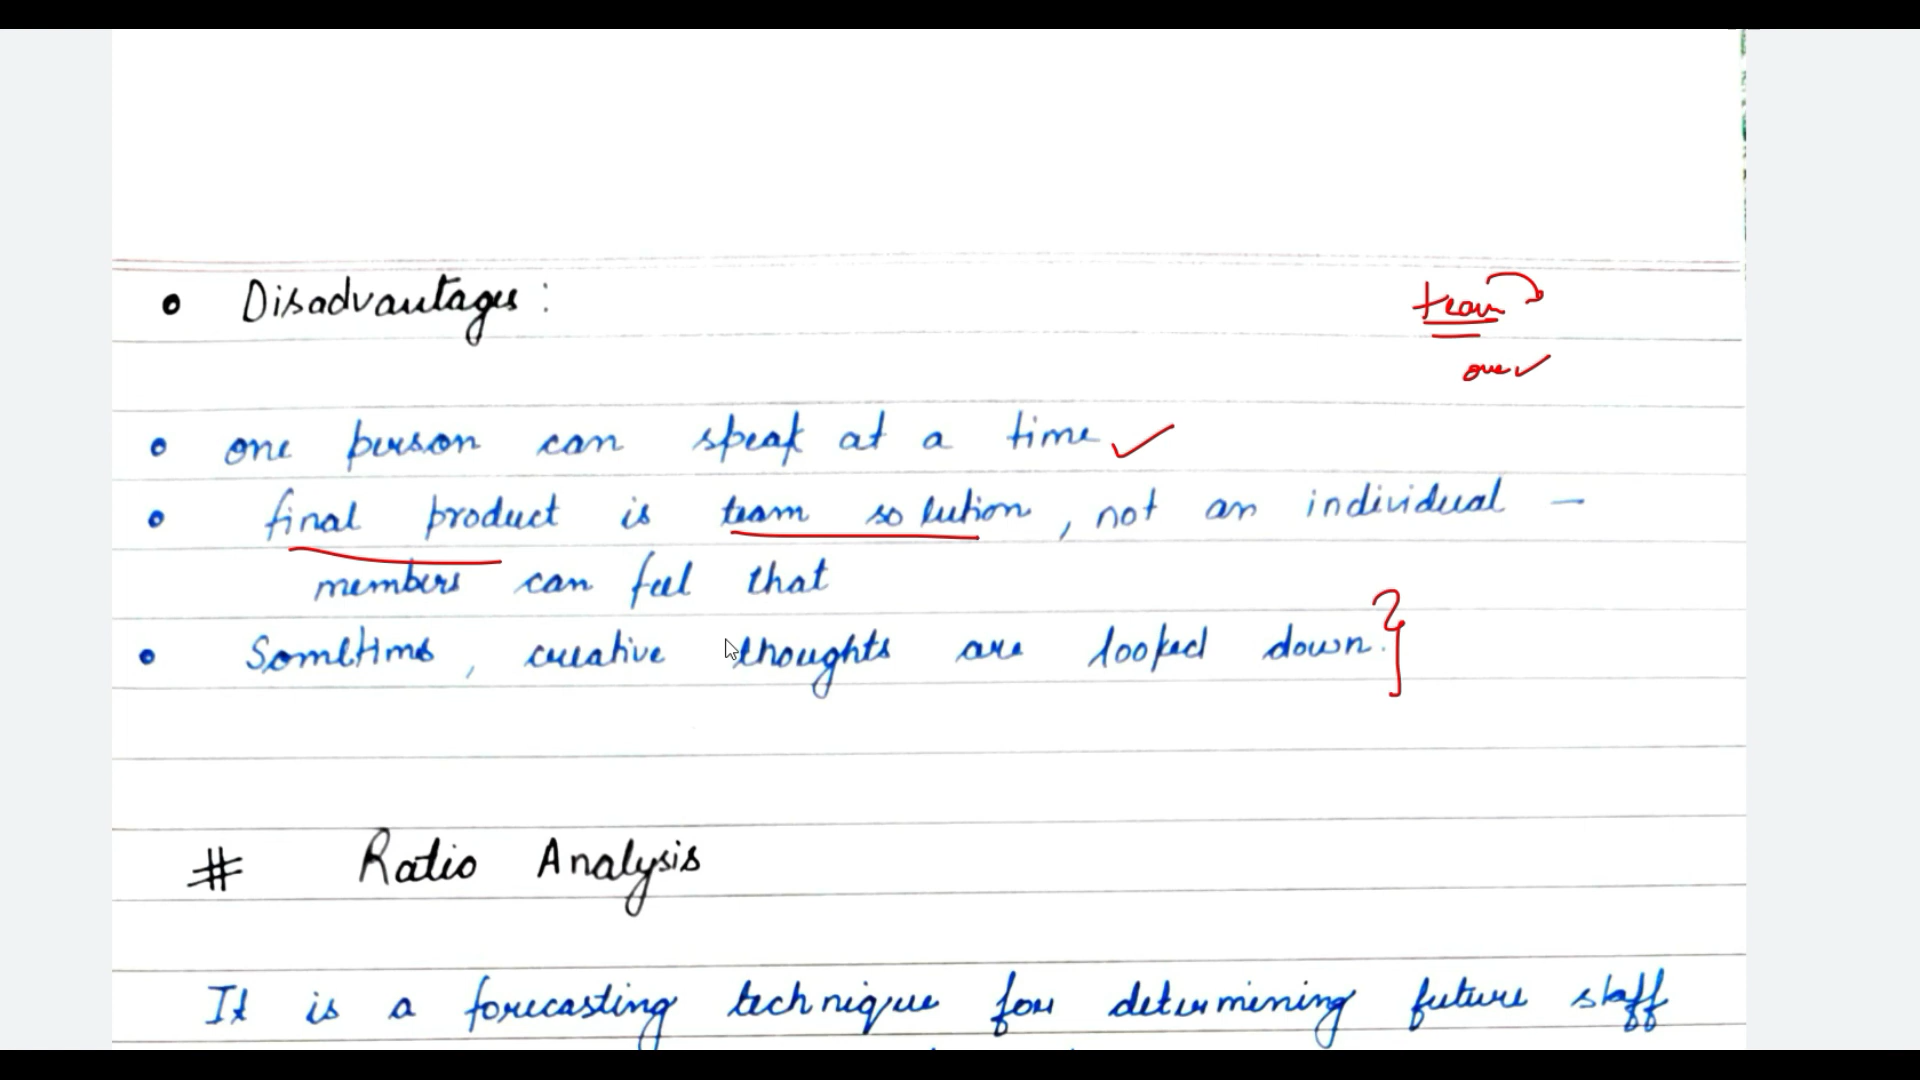 • Disadvantages :
team
one
• one person can speak at a time
• final product is team solution, not an individual —
members can feel that
• Sometimes, creative thoughts are looked down.
# Ratio Analysis
It is a forecasting technique for determining future staff